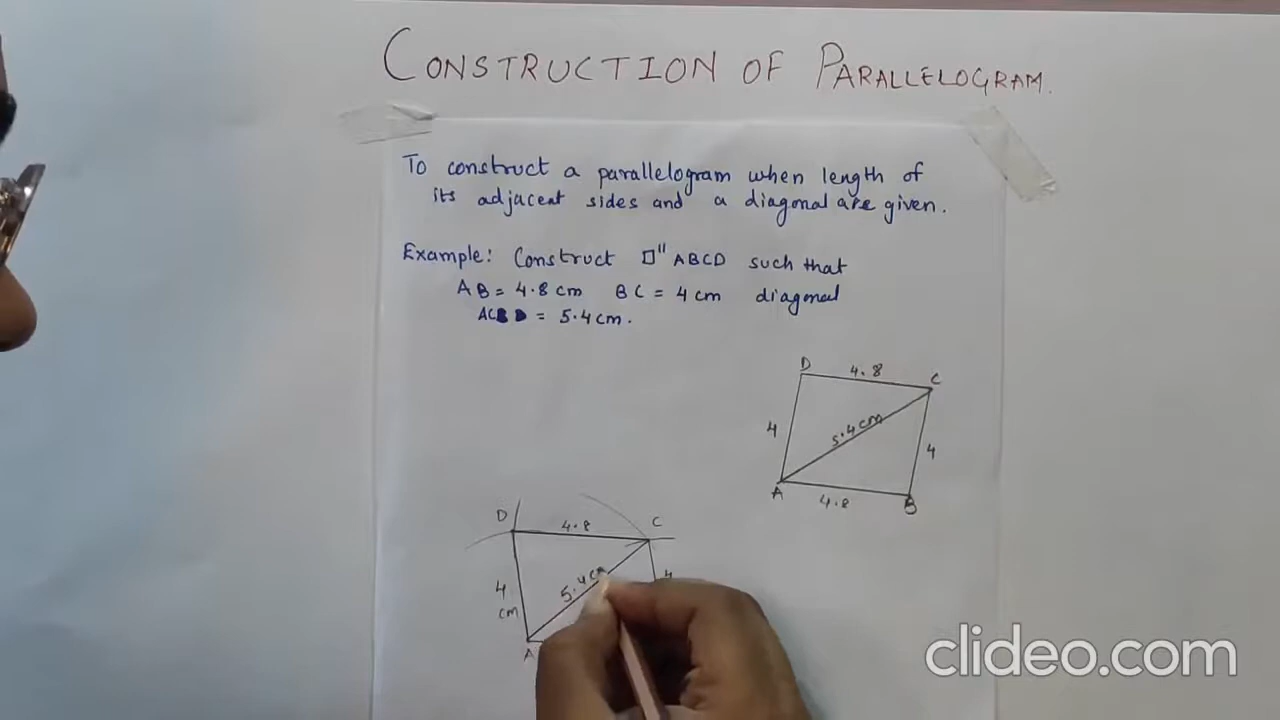 CONSTRUCTION OF PARALLELOGRAM.
To construct a parallelogram when length of
its adjacent sides and a diagonal are given.
Example: Construct □" ABCD such that
AB = 4.8 cm BC = 4 cm diagonal
AC = 5.4 cm.
D 4.8 C
4 5.4 cm 4
A 4.8 B
D 4.8 C
4 cm 5.4 cm 4
A
clideo.com